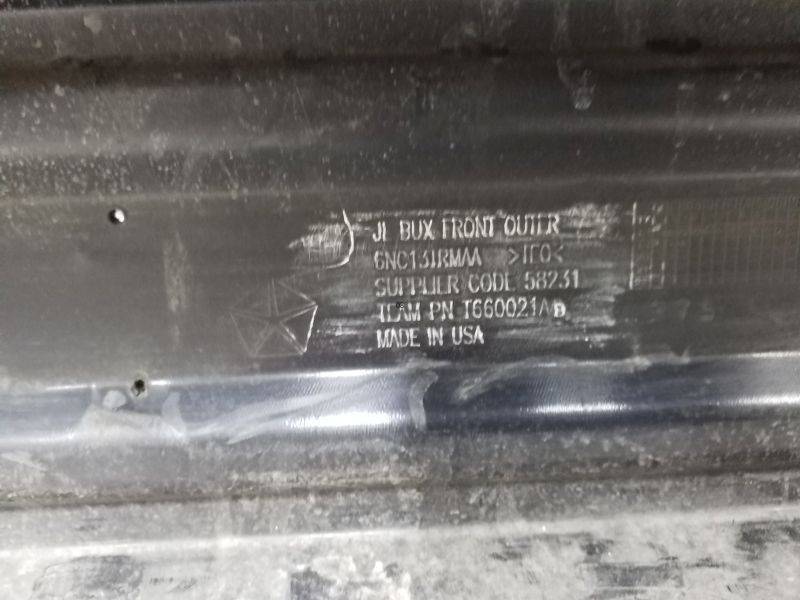 JL BUX FRONT OUTER
6NC13TRMAA >TEO<
SUPPLIER CODE 58231
TEAM PN T660021AD
MADE IN USA